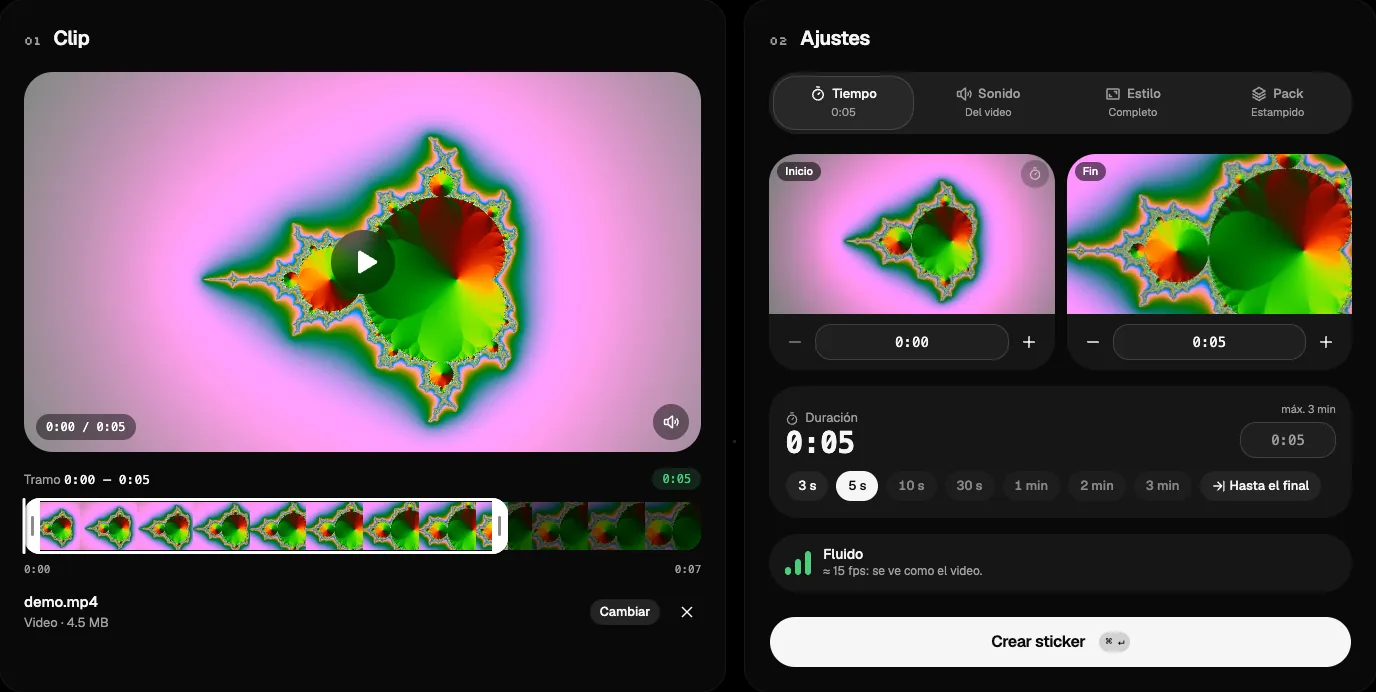 01 Clip
0:00 / 0:05
Tramo 0:00 — 0:05
0:05
0:00
0:07
demo.mp4
Video · 4.5 MB
Cambiar
02 Ajustes
Tiempo
0:05
Sonido
Del video
Estilo
Completo
Pack
Estampido
Inicio
0:00
Fin
0:05
Duración
máx. 3 min
0:05
0:05
3 s
5 s
10 s
30 s
1 min
2 min
3 min
Hasta el final
Fluido
≈ 15 fps: se ve como el video.
Crear sticker ⌘ ↵